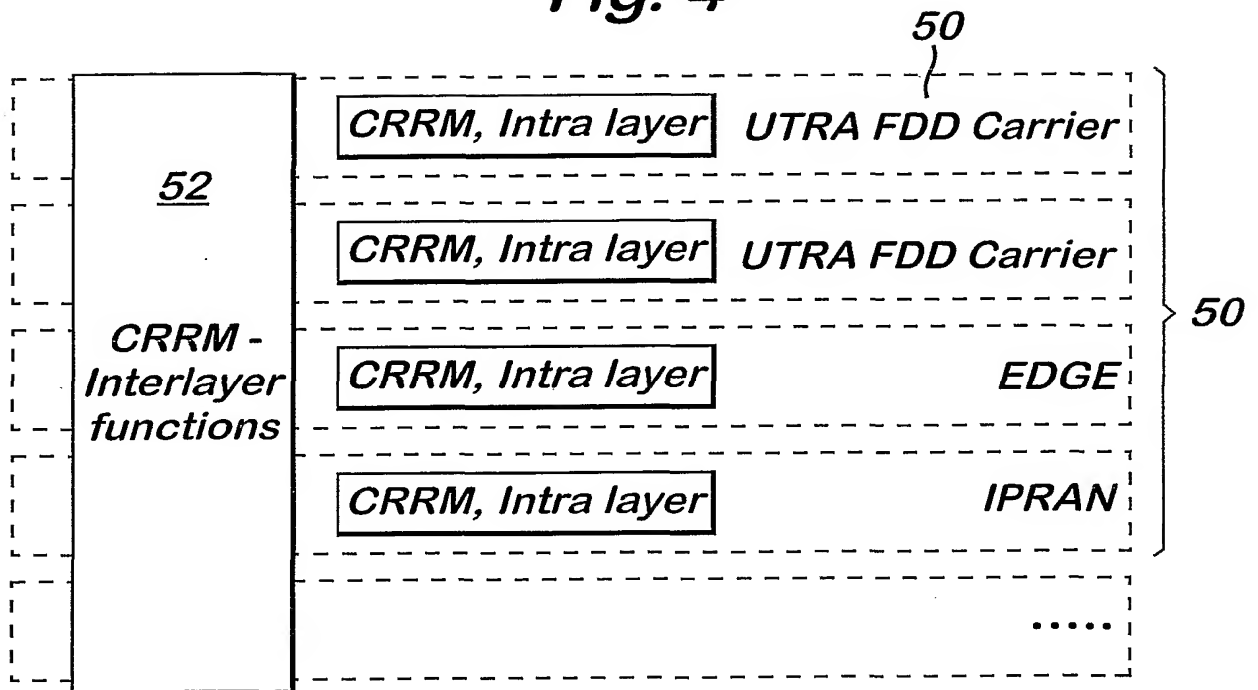 Fig. 4
50
CRRM, Intra layer UTRA FDD Carrier
52
CRRM, Intra layer UTRA FDD Carrier
50
CRRM -
Interlayer
functions
CRRM, Intra layer EDGE
CRRM, Intra layer IPRAN
.....